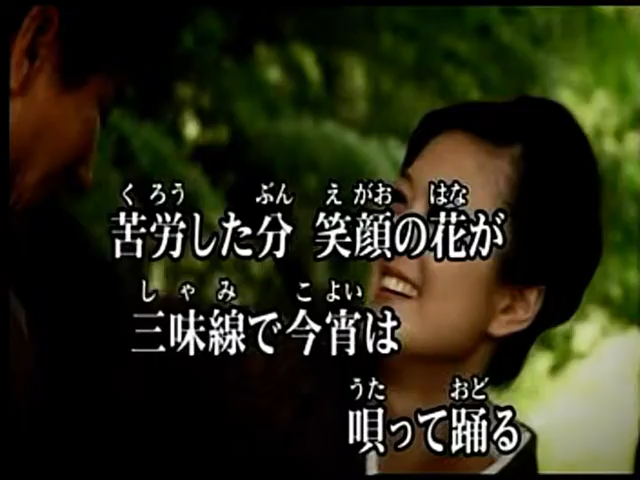 くろう ぶん えがお はな
苦労した分 笑顔の花が
しゃみ こよい
三味線で今宵は
うた おど
唄って踊る